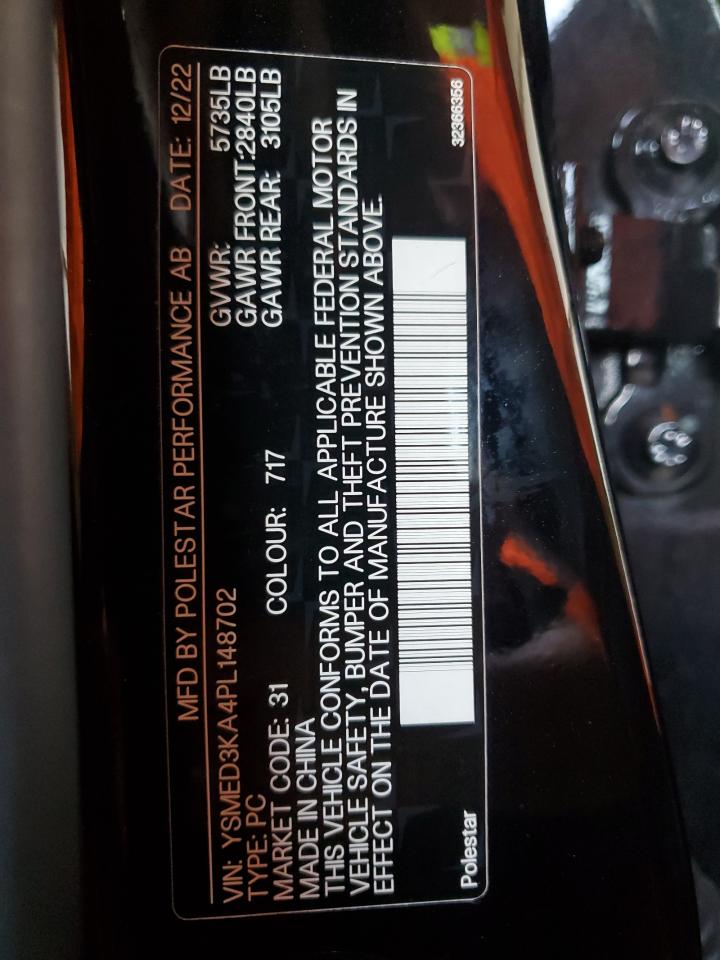 MFD BY POLESTAR PERFORMANCE AB DATE: 12/22
VIN: YSMED3KA4PL148702 GVWR: 5735LB
TYPE: PC GAWR FRONT:2840LB
MARKET CODE: 31 COLOUR: 717 GAWR REAR: 3105LB
MADE IN CHINA
THIS VEHICLE CONFORMS TO ALL APPLICABLE FEDERAL MOTOR
VEHICLE SAFETY, BUMPER AND THEFT PREVENTION STANDARDS IN
EFFECT ON THE DATE OF MANUFACTURE SHOWN ABOVE.
Polestar 32366356